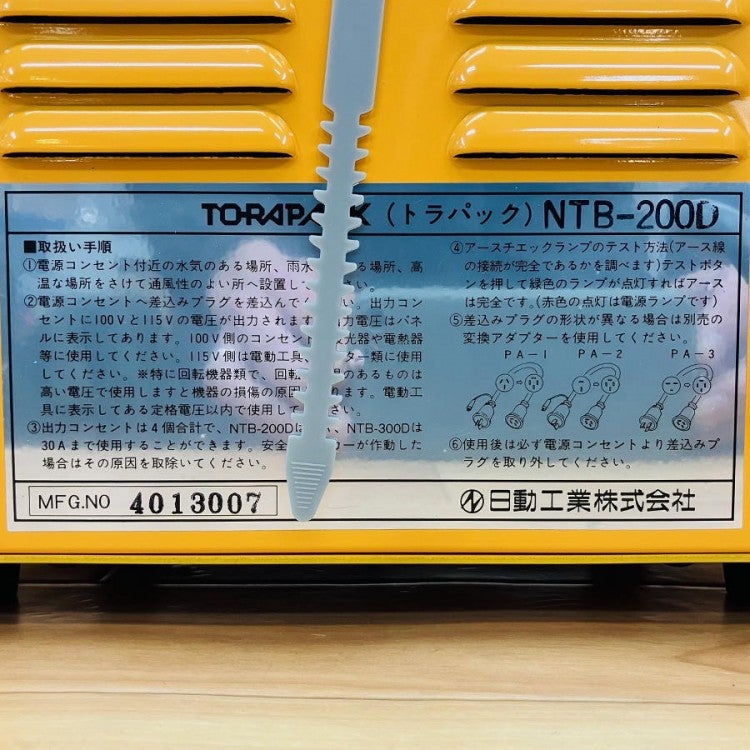 TORAPA K (トラパック) NTB-200D
■取扱い手順
①電源コンセント付近の水気のある場所、雨水 る場所、高
温な場所をさけて通風性のよい所へ設置し
②電源コンセントへ差込みプラグを差込んで い。出力コン
セントに100Vと115Vの電圧が出力されます 力電圧はパネ
ルに表示してあります。100V側のコンセント 光器や電熱器
等に使用してください。115V側は電動工具、 ター類に使用
してください。※特に回転機器類で、回転 のあるものは
高い電圧で使用しますと機器の損傷の原因 ます。電動工
具に表示してある定格電圧以内で使用し ださい。
③出力コンセントは4個合計で、NTB-200Dは A、NTB-300Dは
30Aまで使用することができます。安全 カーが作動した
場合はその原因を取除いてください。
④アースチエックランプのテスト方法(アース線
の接続が完全であるかを調べます)テストボタ
ンを押して緑色のランプが点灯すればアース
は完全です。(赤色の点灯は電源ランプです)
⑤差込みプラグの形状が異なる場合は別売の
変換アダプターを使用してください。
PA-1 PA-2 PA-3
⑥使用後は必ず電源コンセントより差込みプ
ラグを取り外してください。
MFG.NO 4013007
日動工業株式会社